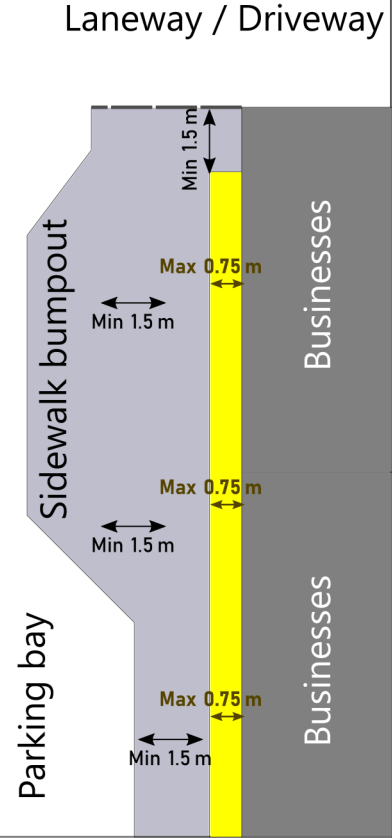 Laneway / Driveway
Min 1.5 m
Max 0.75 m
Min 1.5 m
Businesses
Sidewalk bumpout
Max 0.75 m
Min 1.5 m
Max 0.75 m
Min 1.5 m
Businesses
Parking bay